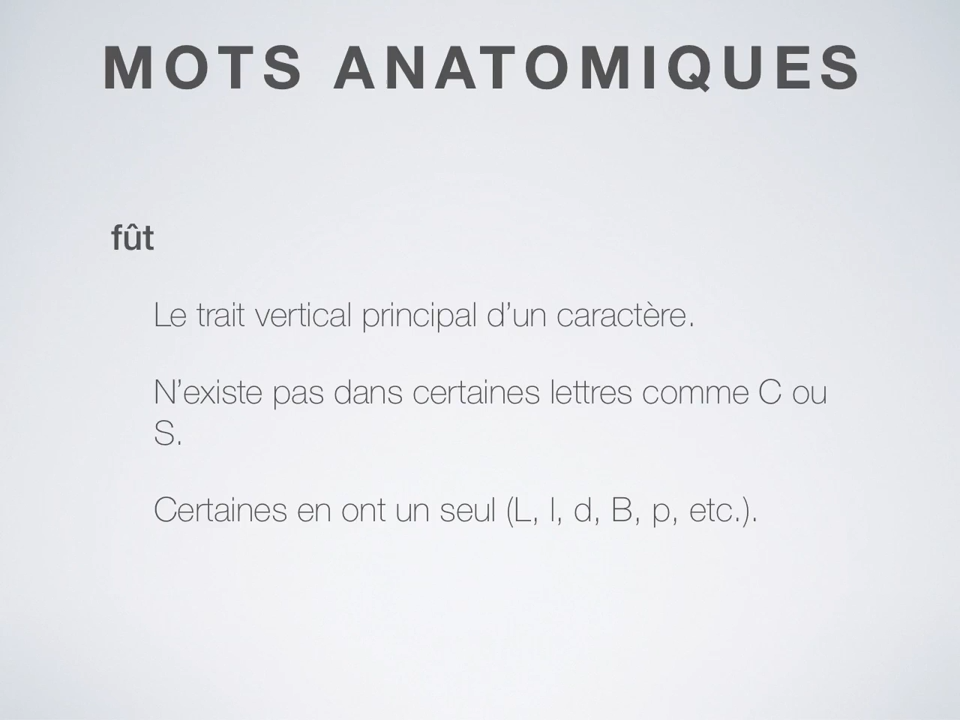 MOTS ANATOMIQUES
fût
Le trait vertical principal d’un caractère.
N’existe pas dans certaines lettres comme C ou
S.
Certaines en ont un seul (L, l, d, B, p, etc.).